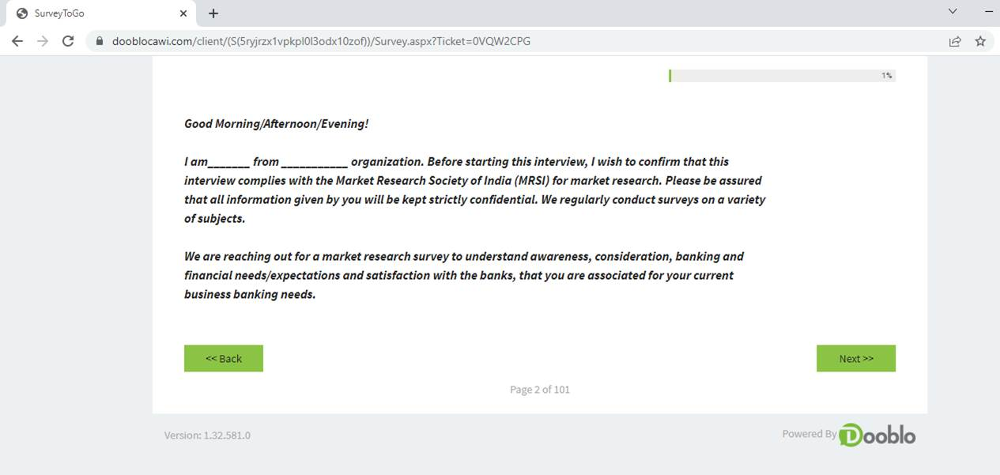 SurveyToGo
dooblocawi.com/client/(S(5ryjrzx1vpkpl0l3odx10zof))/Survey.aspx?Ticket=0VQW2CPG
1%
Good Morning/Afternoon/Evening!
I am_______ from ___________ organization. Before starting this interview, I wish to confirm that this
interview complies with the Market Research Society of India (MRSI) for market research. Please be assured
that all information given by you will be kept strictly confidential. We regularly conduct surveys on a variety
of subjects.
We are reaching out for a market research survey to understand awareness, consideration, banking and
financial needs/expectations and satisfaction with the banks, that you are associated for your current
business banking needs.
<< Back
Next >>
Page 2 of 101
Version: 1.32.581.0
Powered By Dooblo